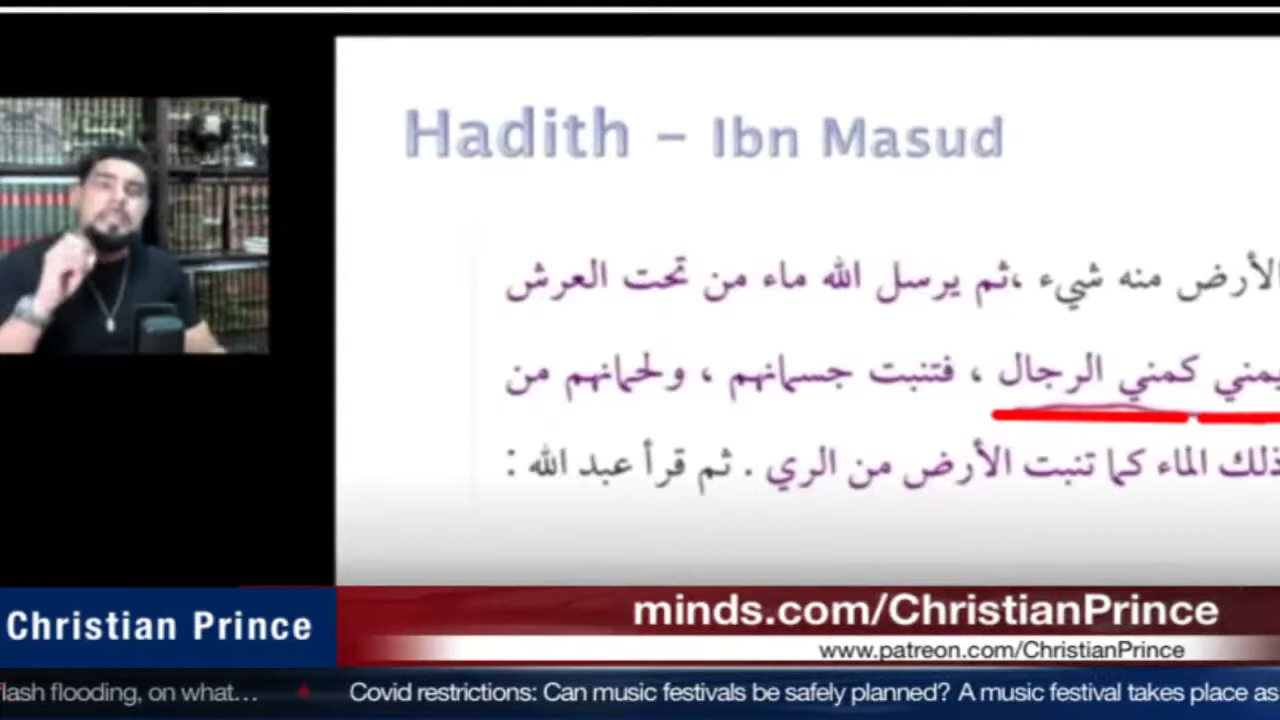 Hadith – Ibn Masud
الأرض منه شيء ،ثم يرسل الله ماء من تحت العرش
يمني كمني الرجال ، فتنبت جسمانهم ، ولحمانهم من
ذلك الماء كما تنبت الأرض من الري . ثم قرأ عبد الله :
Christian Prince
minds.com/ChristianPrince
www.patreon.com/ChristianPrince
flash flooding, on what... Covid restrictions: Can music festivals be safely planned? A music festival takes place as